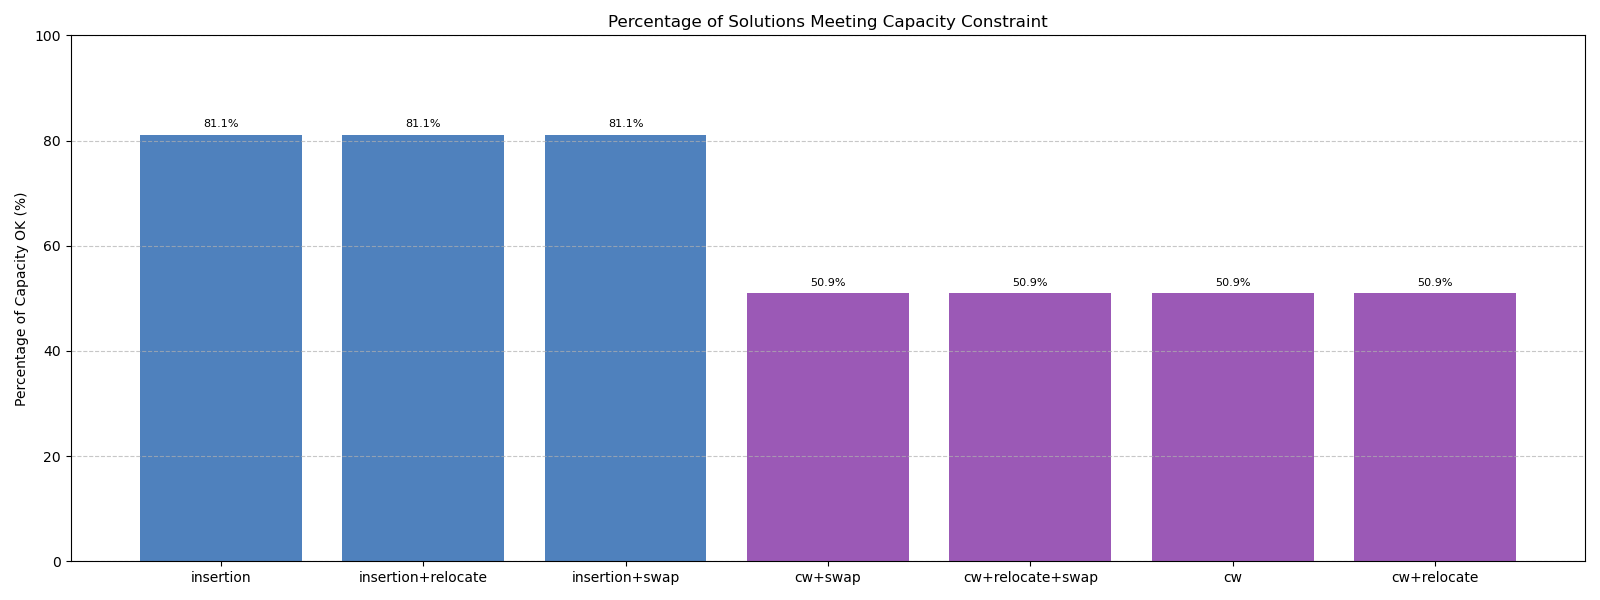 Percentage of Solutions Meeting Capacity Constraint
Percentage of Capacity OK (%)
100
80
60
40
20
0
81.1%
81.1%
81.1%
50.9%
50.9%
50.9%
50.9%
insertion
insertion+relocate
insertion+swap
cw+swap
cw+relocate+swap
cw
cw+relocate